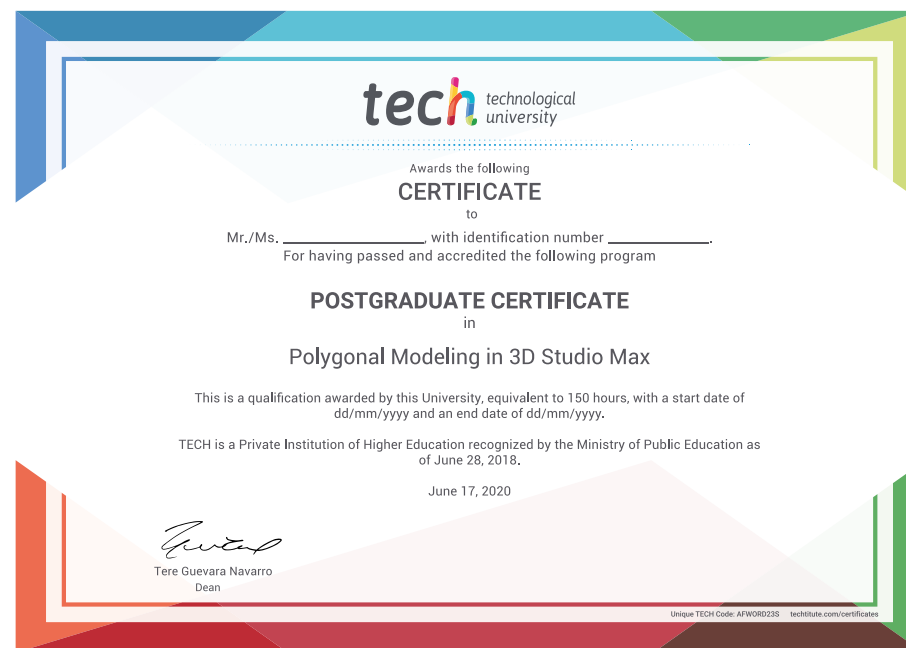 tech technological
university
Awards the following
CERTIFICATE
to
Mr./Ms. ________________, with identification number ____________.
For having passed and accredited the following program
POSTGRADUATE CERTIFICATE
in
Polygonal Modeling in 3D Studio Max
This is a qualification awarded by this University, equivalent to 150 hours, with a start date of
dd/mm/yyyy and an end date of dd/mm/yyyy.
TECH is a Private Institution of Higher Education recognized by the Ministry of Public Education as
of June 28, 2018.
June 17, 2020
Tere Guevara Navarro
Dean
Unique TECH Code: AFWORD23S techtitute.com/certificates